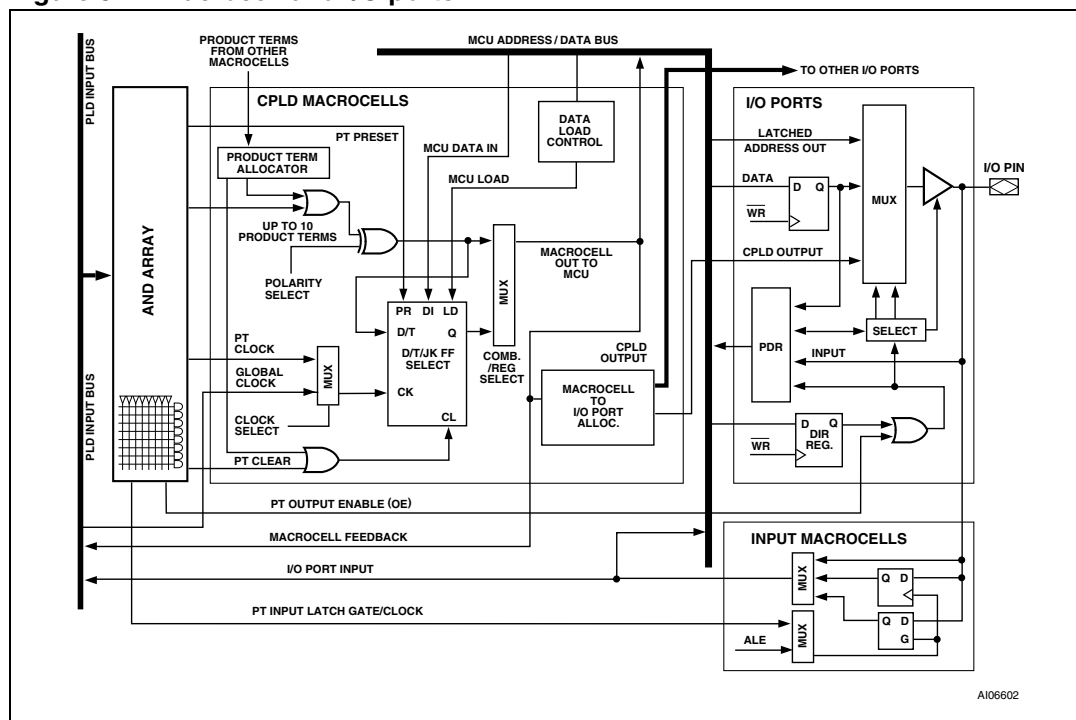 PLD INPUT BUS
PLD INPUT BUS
AND ARRAY
PRODUCT TERMS
FROM OTHER
MACROCELLS
MCU ADDRESS / DATA BUS
TO OTHER I/O PORTS
CPLD MACROCELLS
PT PRESET
PRODUCT TERM
ALLOCATOR
MCU DATA IN
MCU LOAD
DATA
LOAD
CONTROL
UP TO 10
PRODUCT TERMS
POLARITY
SELECT
MACROCELL
OUT TO
MCU
MUX
PR DI LD
D/T Q
D/T/JK FF
SELECT
CK
CL
COMB.
/REG
SELECT
PT
CLOCK
GLOBAL
CLOCK
MUX
CLOCK
SELECT
PT CLEAR
CPLD
OUTPUT
MACROCELL
TO
I/O PORT
ALLOC.
I/O PORTS
LATCHED
ADDRESS OUT
DATA
D Q
WR
MUX
I/O PIN
CPLD OUTPUT
PDR
SELECT
INPUT
D Q
DIR
REG.
WR
PT OUTPUT ENABLE (OE)
MACROCELL FEEDBACK
I/O PORT INPUT
PT INPUT LATCH GATE/CLOCK
INPUT MACROCELLS
MUX
Q D
Q D
G
MUX
ALE
AI06602